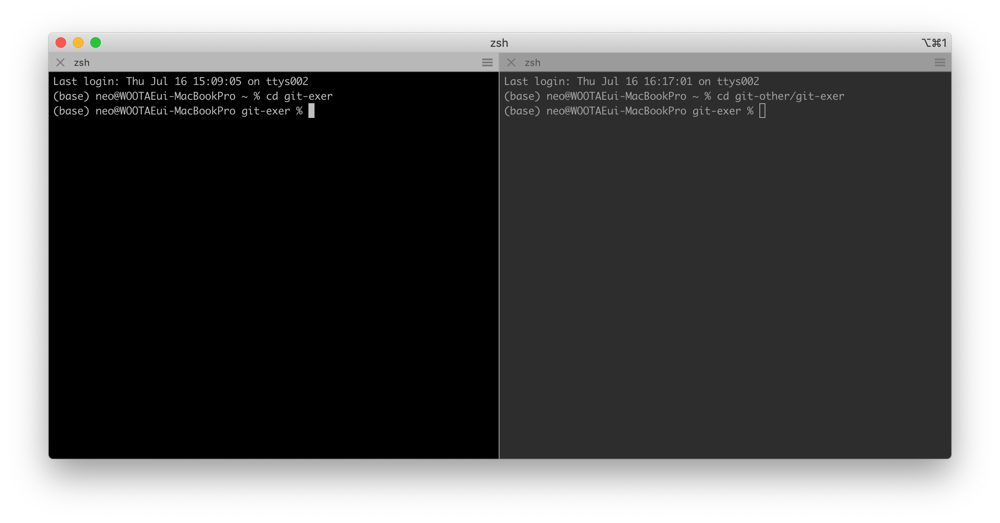 zsh
⌥⌘1
zsh
Last login: Thu Jul 16 15:09:05 on ttys002
(base) neo@WOOTAEui-MacBookPro ~ % cd git-exer
(base) neo@WOOTAEui-MacBookPro git-exer %
zsh
Last login: Thu Jul 16 16:17:01 on ttys002
(base) neo@WOOTAEui-MacBookPro ~ % cd git-other/git-exer
(base) neo@WOOTAEui-MacBookPro git-exer %